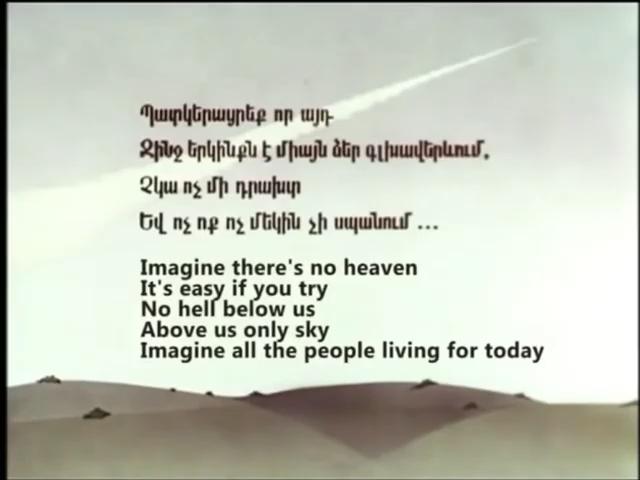 Պատկերացրեք որ այդ
Ջինջ երկինքն է միայն ձեր գլխավերևում.
Չկա ոչ մի դրախտ
Եվ ոչ ոք ոչ մեկին չի սպանում ...
Imagine there's no heaven
It's easy if you try
No hell below us
Above us only sky
Imagine all the people living for today